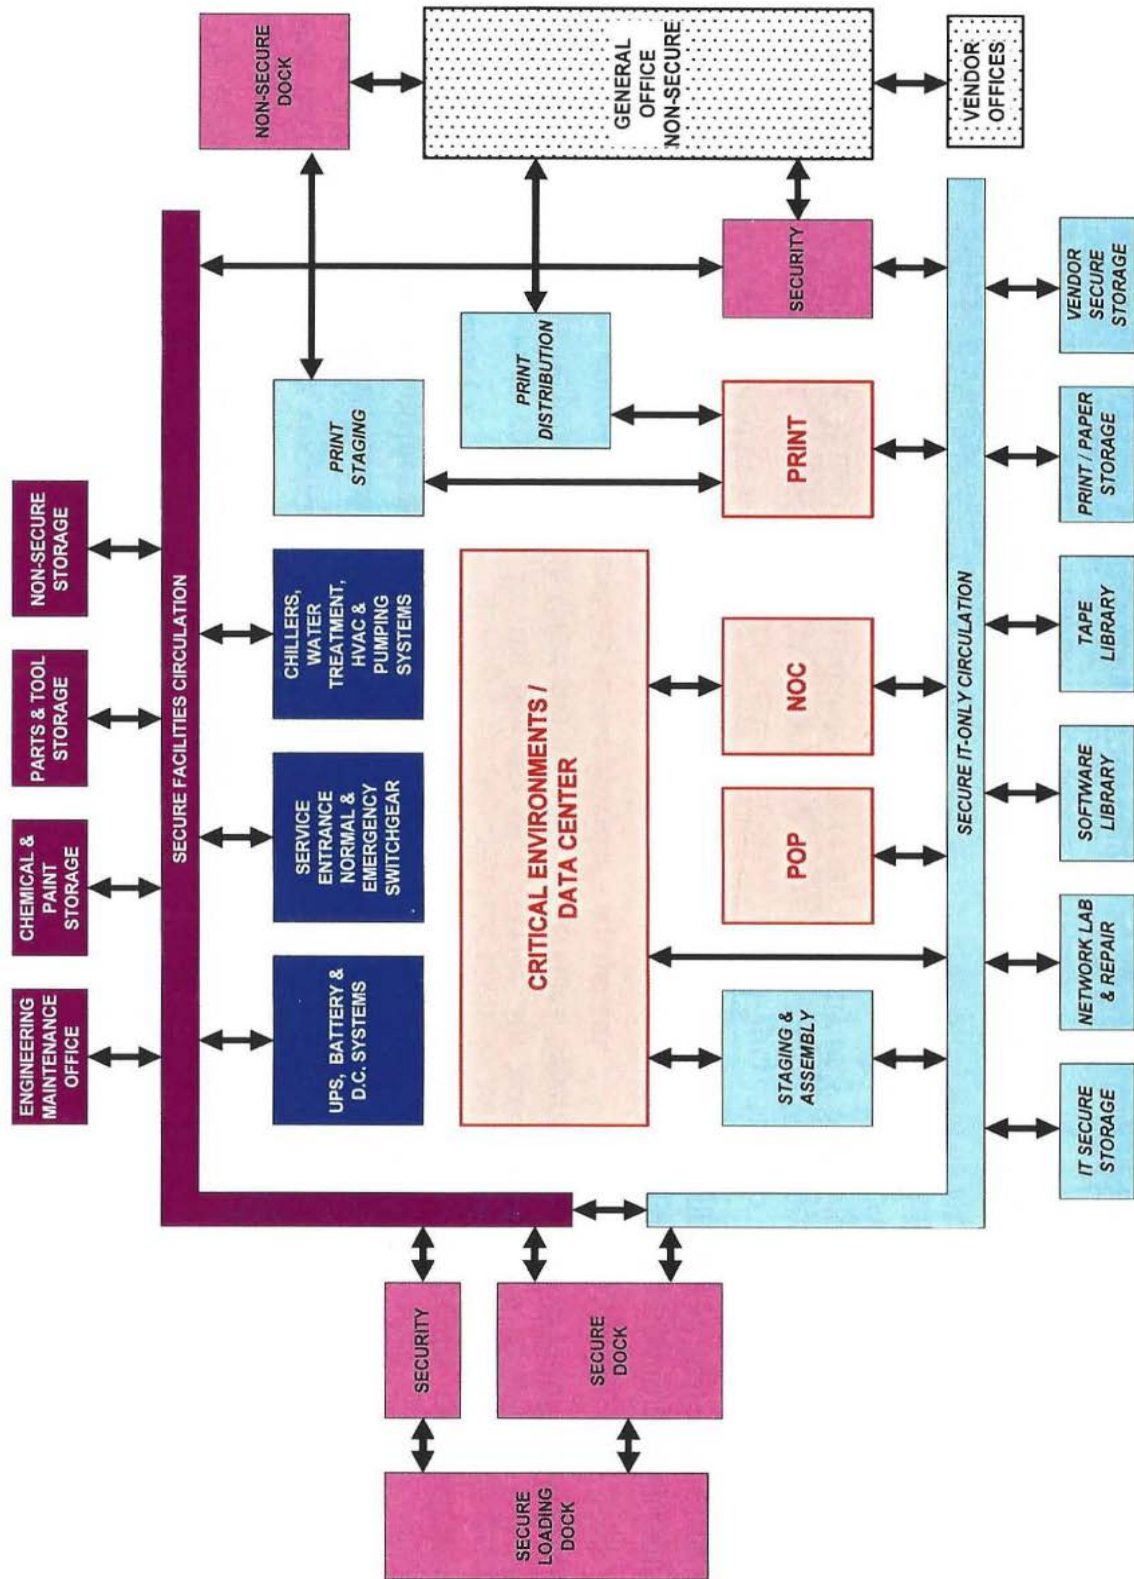 ENGINEERING
MAINTENANCE
OFFICE
CHEMICAL &
PAINT
STORAGE
PARTS & TOOL
STORAGE
NON-SECURE
STORAGE
SECURE FACILITIES CIRCULATION
NON-SECURE
DOCK
UPS, BATTERY &
D.C. SYSTEMS
SERVICE
ENTRANCE
NORMAL &
EMERGENCY
SWITCHGEAR
CHILLERS,
WATER
TREATMENT,
HVAC &
PUMPING
SYSTEMS
PRINT
STAGING
SECURITY
SECURE
LOADING
DOCK
SECURE
DOCK
CRITICAL ENVIRONMENTS /
DATA CENTER
PRINT
DISTRIBUTION
GENERAL
OFFICE
NON-SECURE
STAGING &
ASSEMBLY
POP
NOC
PRINT
SECURITY
SECURE IT-ONLY CIRCULATION
VENDOR
OFFICES
IT SECURE
STORAGE
NETWORK LAB
& REPAIR
SOFTWARE
LIBRARY
TAPE
LIBRARY
PRINT / PAPER
STORAGE
VENDOR
SECURE
STORAGE